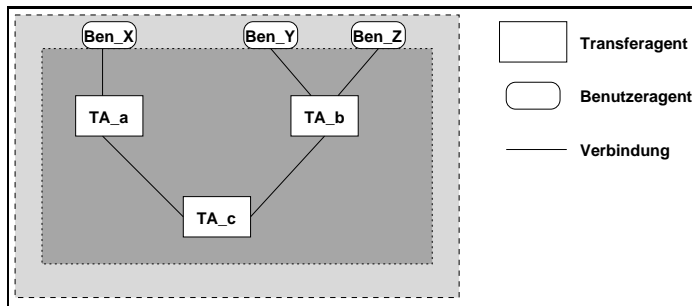 Ben_X
Ben_Y
Ben_Z
Transferagent
TA_a
TA_b
Benutzeragent
Verbindung
TA_c